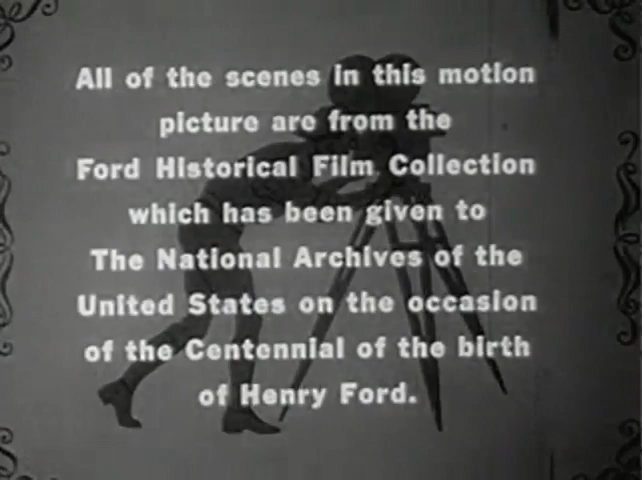 All of the scenes in this motion
picture are from the
Ford Historical Film Collection
which has been given to
The National Archives of the
United States on the occasion
of the Centennial of the birth
of Henry Ford.